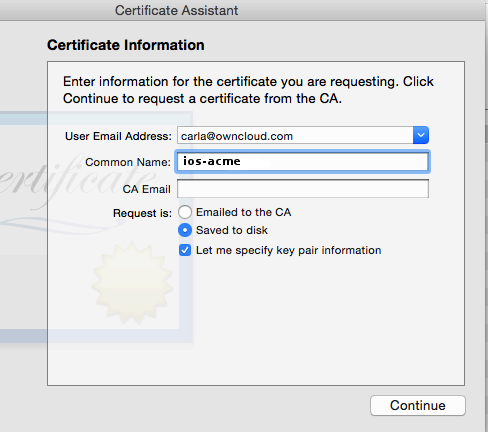 Certificate Assistant
Certificate Information
Enter information for the certificate you are requesting. Click
Continue to request a certificate from the CA.
User Email Address: carla@owncloud.com
Common Name: ios-acme
CA Email
Request is: Emailed to the CA
Saved to disk
Let me specify key pair information
Continue